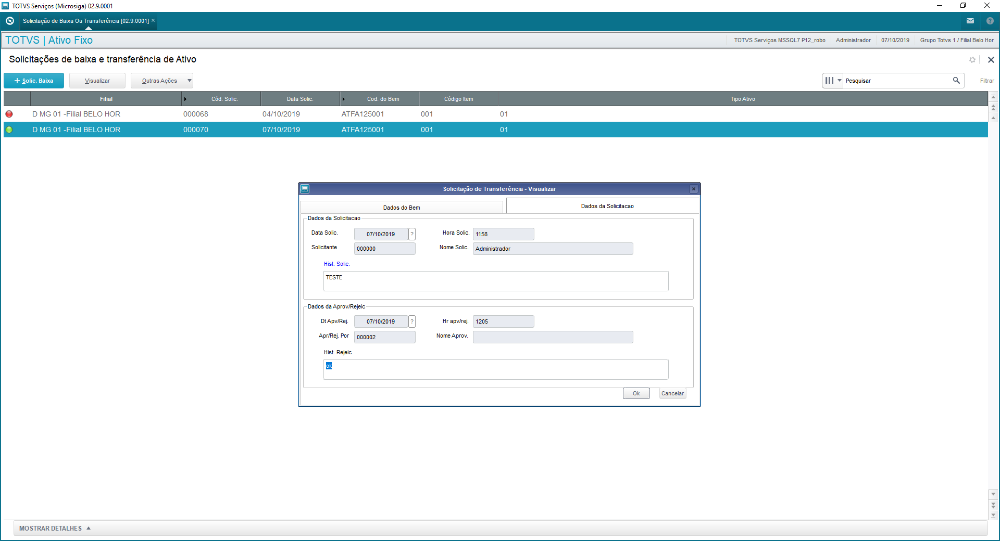 TOTVS Serviços (Microsiga) 02.9.0001
Solicitação de Baixa Ou Transferência [02.9.0001] ×
TOTVS | Ativo Fixo
TOTVS Serviços MSSQL7 P12_robo
Administrador
07/10/2019
Grupo Totvs 1 / Filial Belo Hor
Solicitações de baixa e transferência de Ativo
+ Solic. Baixa
Visualizar
Outras Ações
Pesquisar
Filtrar
Filial Cód. Solic. Data Solic. Cod. do Bem Código Item Tipo Ativo
D MG 01 -Filial BELO HOR 000068 04/10/2019 ATFA125001 001 01
D MG 01 -Filial BELO HOR 000070 07/10/2019 ATFA125001 001 01
Solicitação de Transferência - Visualizar
Dados do Bem
Dados da Solicitacao
Dados da Solicitacao
Data Solic. 07/10/2019 ? Hora Solic. 1158
Solicitante 000000 Nome Solic. Administrador
Hist. Solic.
TESTE
Dados da Aprov/Rejeic
Dt Apv/Rej. 07/10/2019 ? Hr apv/rej. 1205
Apr/Rej. Por 000002 Nome Aprov.
Hist. Rejeic
ok
Ok
Cancelar
MOSTRAR DETALHES